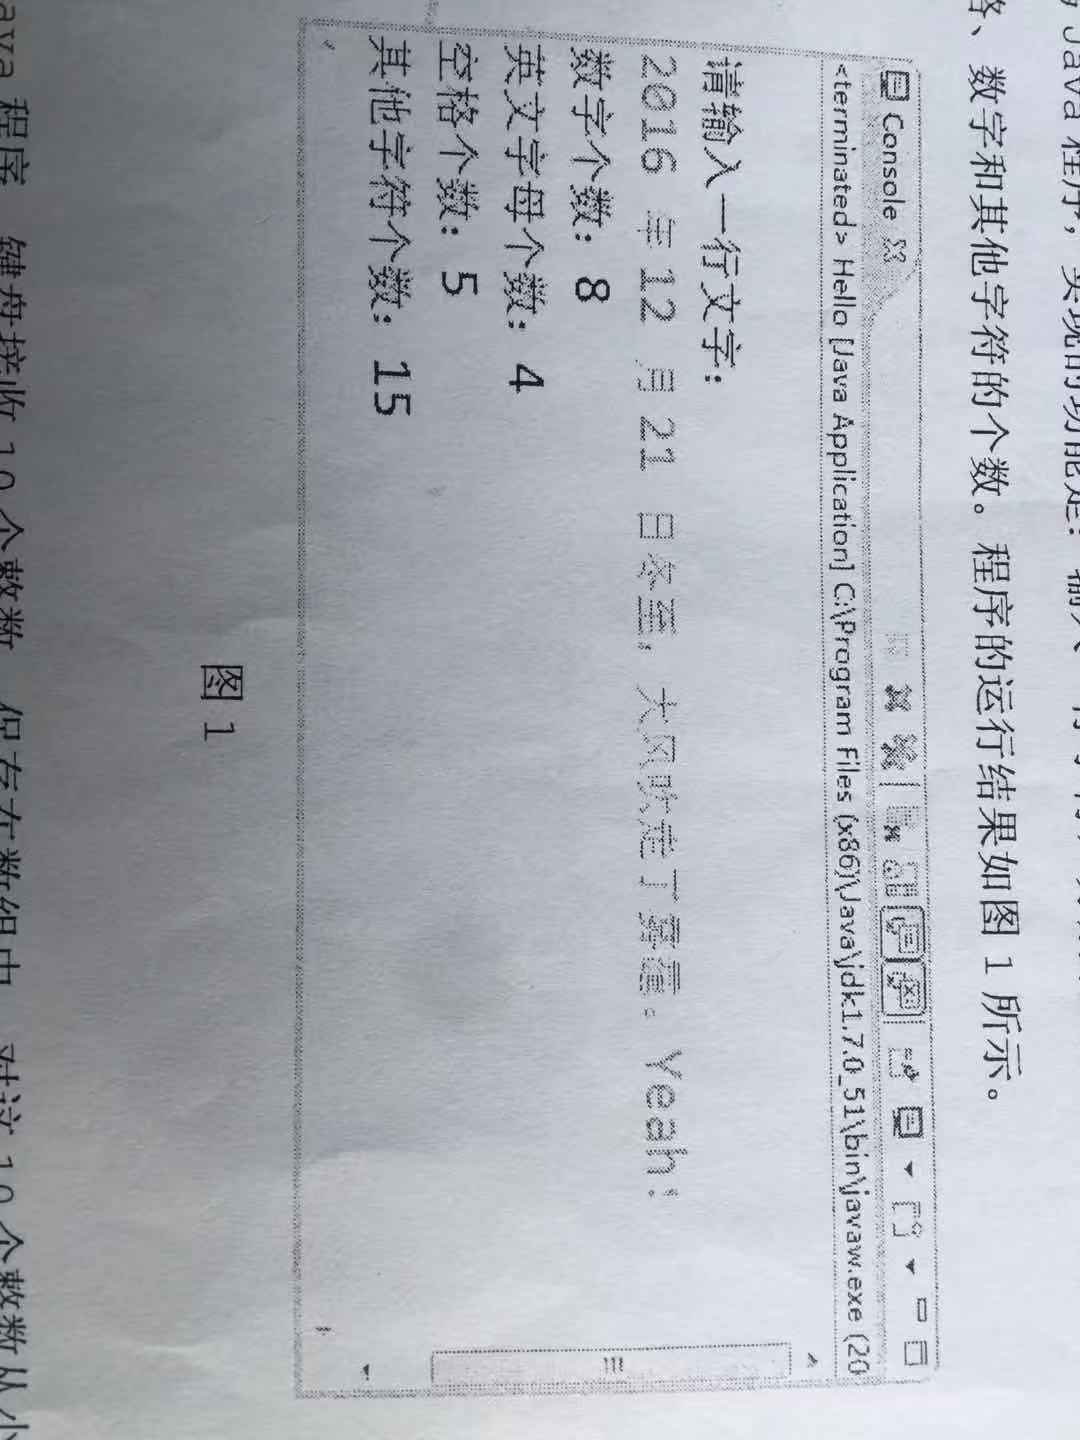 Java 程序，实现的功能是：输入一行
、数字和其他字符的个数。程序的运行结果如图 1 所示。
Console
<terminated> Hello [Java Application] C:\Program Files (x86)\Java\jdk1.7.0_51\bin\javaw.exe (20
请输入一行文字：
2016 年 12 月 21 日冬至，大风吹走了雾霾。Yeah!
数字个数：8
英文字母个数：4
空格个数：5
其他字符个数：15
图 1
ava 程序 键盘接收 10 个整数 保存在数组中 对这 10 个整数从小